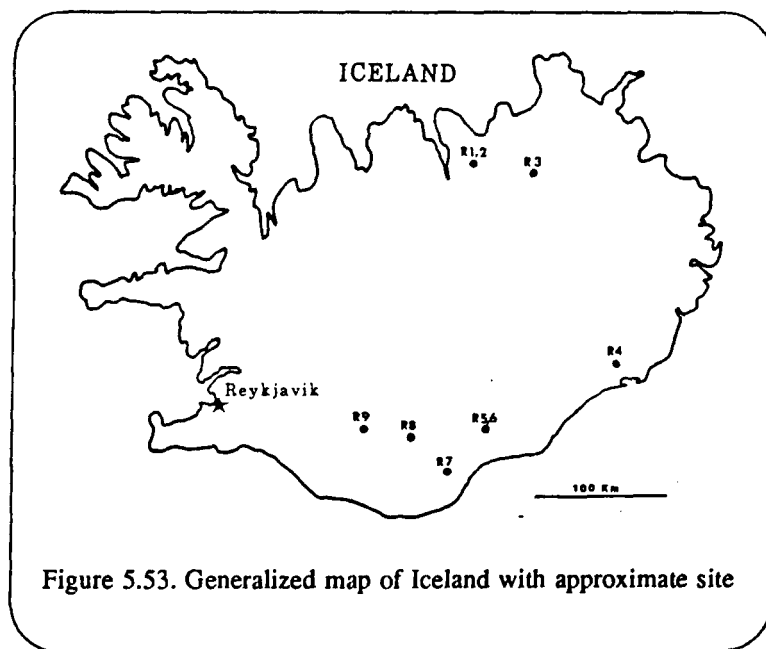 ICELAND
R1,2
R3
R4
Reykjavik
R9
R8
R5,6
R7
100 Km
Figure 5.53. Generalized map of Iceland with approximate site